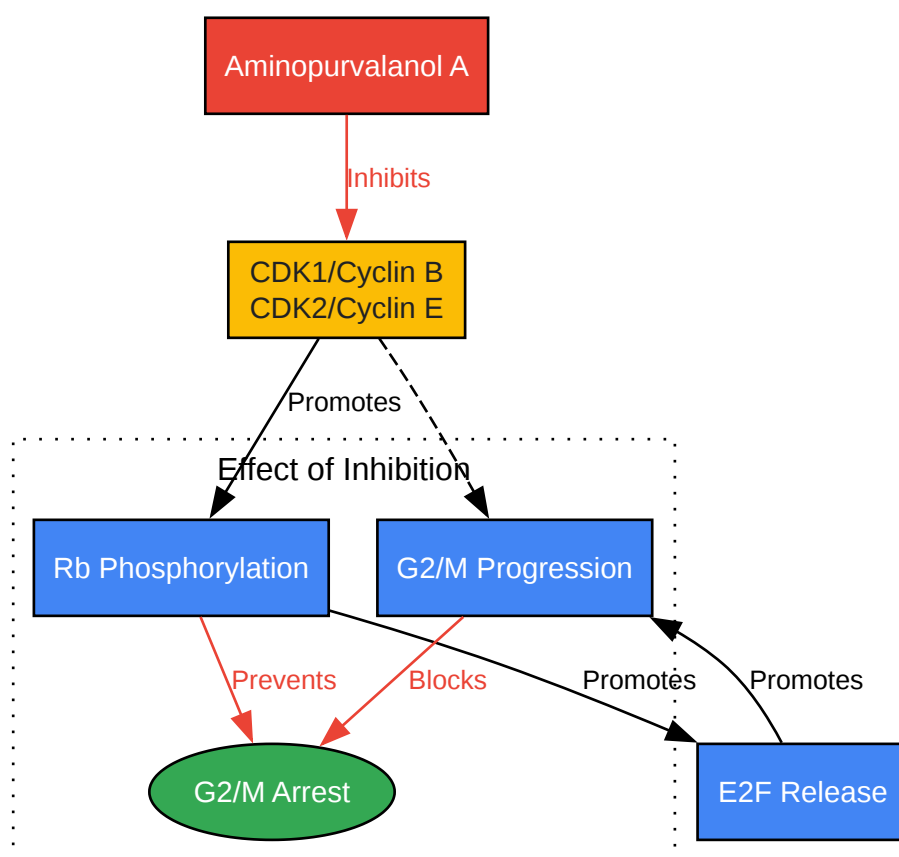 Aminopurvalanol A
Inhibits
CDK1/Cyclin B
CDK2/Cyclin E
Promotes
Effect of Inhibition
Rb Phosphorylation
G2/M Progression
Prevents
Blocks
Promotes
Promotes
G2/M Arrest
E2F Release